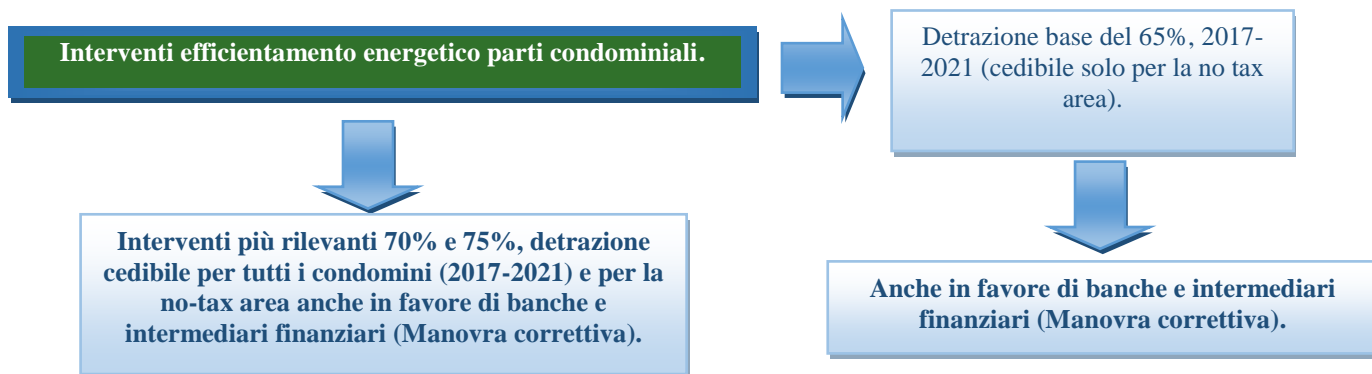 Interventi efficientamento energetico parti condominiali.
Detrazione base del 65%, 2017-
2021 (cedibile solo per la no tax
area).
Interventi più rilevanti 70% e 75%, detrazione
cedibile per tutti i condomini (2017-2021) e per la
no-tax area anche in favore di banche e
intermediari finanziari (Manovra correttiva).
Anche in favore di banche e intermediari
finanziari (Manovra correttiva).